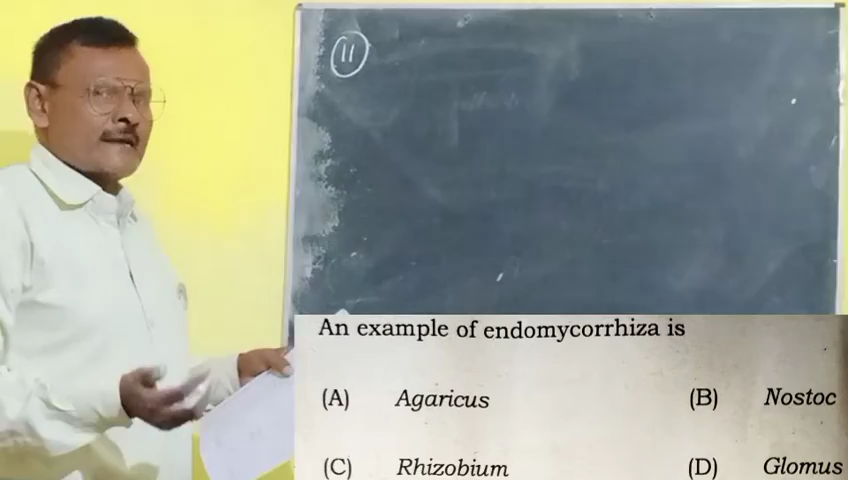 11
An example of endomycorrhiza is
(A) Agaricus (B) Nostoc
(C) Rhizobium (D) Glomus